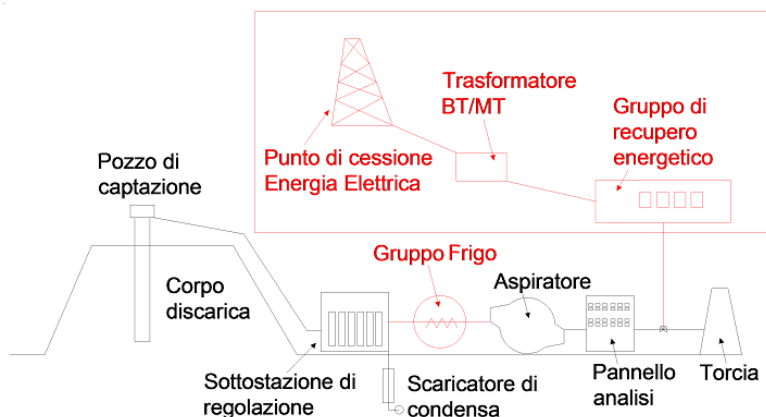 Trasformatore
BT/MT
Gruppo di
recupero
energetico
Punto di cessione
Energia Elettrica
Pozzo di
captazione
Gruppo Frigo
Aspiratore
Corpo
discarica
Sottostazione di
regolazione
Scaricatore di
condensa
Pannello
analisi
Torcia